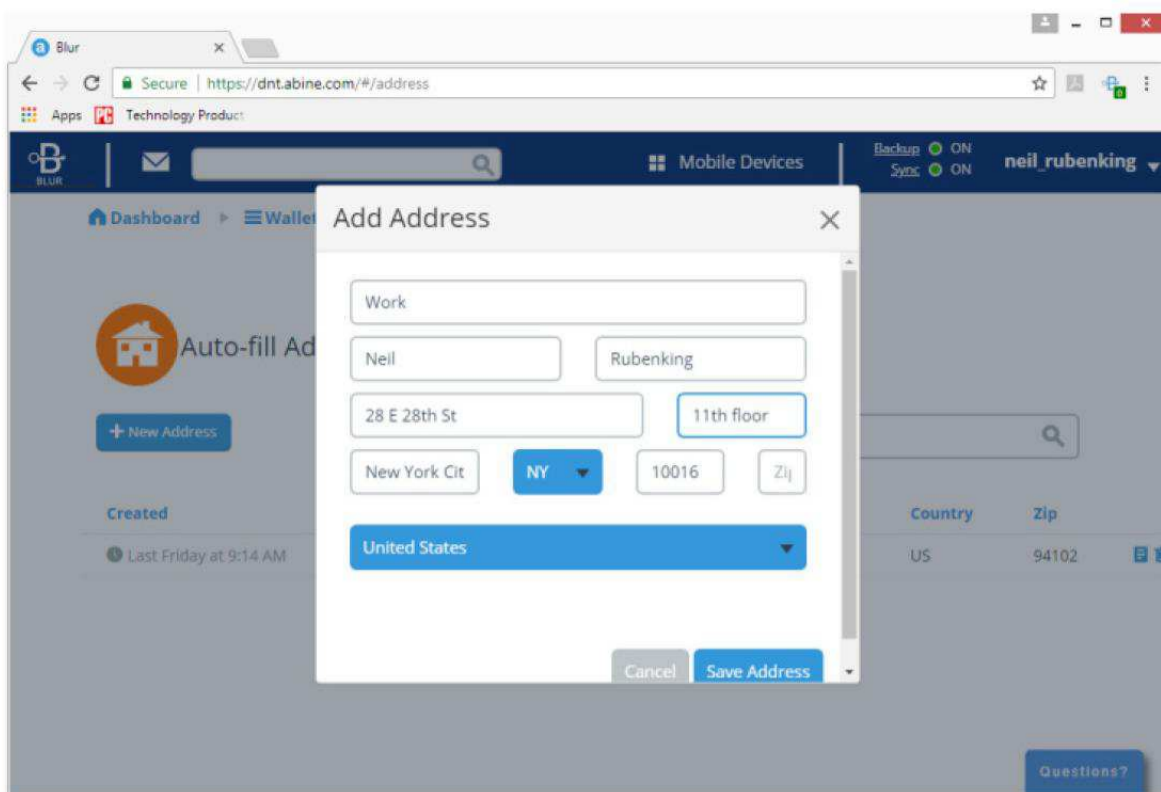 Blur
Secure | https://dnt.abine.com/#/address
Apps PC Technology Product
B BLUR
Mobile Devices
Backup ON
Sync ON
neil_rubenking
Dashboard Wallet
Add Address
Work
Auto-fill Ad
Neil Rubenking
28 E 28th St 11th floor
New Address
New York Cit NY 10016 Zip
Created Country Zip
United States
Last Friday at 9:14 AM US 94102
Cancel Save Address
Questions?